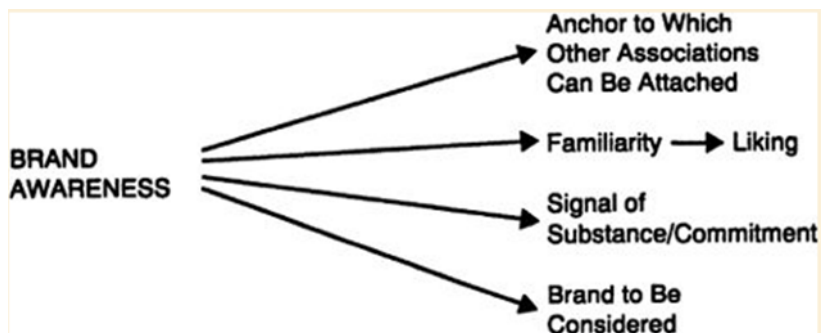 BRAND
AWARENESS
Anchor to Which
Other Associations
Can Be Attached
Familiarity
Liking
Signal of
Substance/Commitment
Brand to Be
Considered